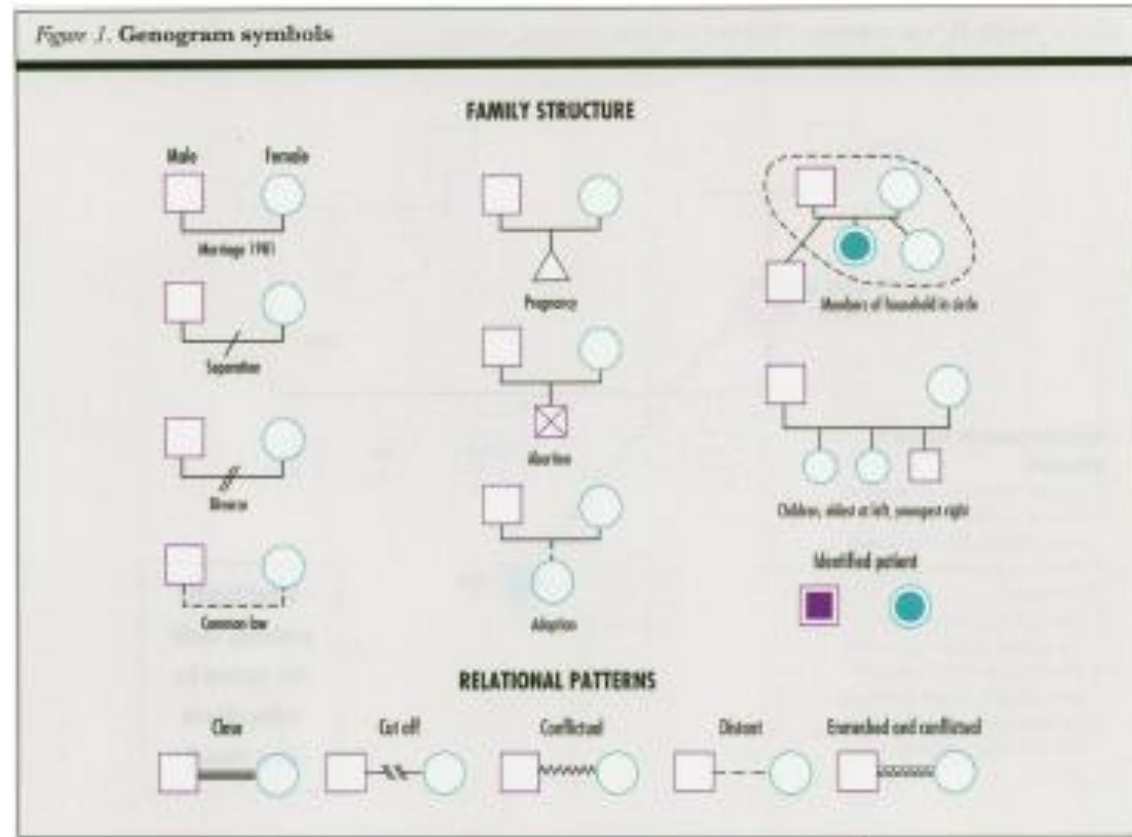 Figure 1. Genogram symbols
FAMILY STRUCTURE
Male Female
Marriage 1981
Separation
Divorce
Common law
Pregnancy
Abortion
Adoption
Members of household in circle
Children, oldest at left, youngest right
Identified patient
RELATIONAL PATTERNS
Close Cut off Conflictual Distant Enmeshed and conflictual